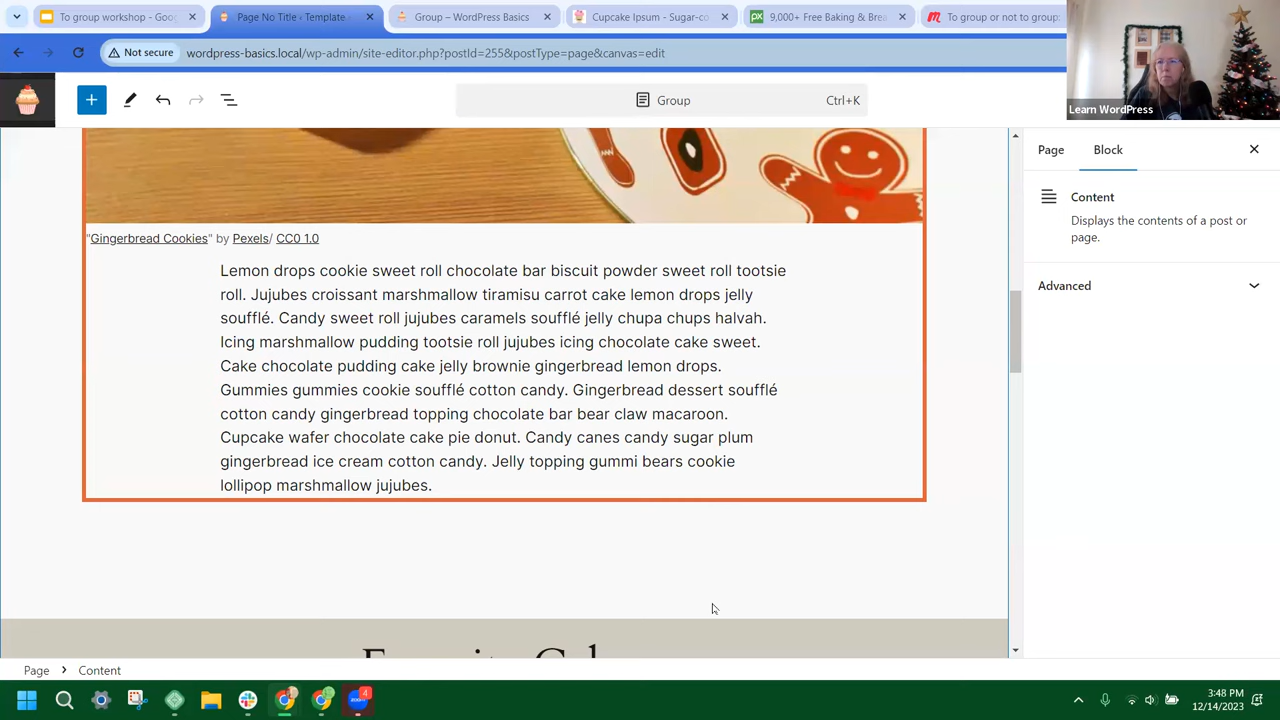 To group workshop - Goo
Page No Title ‹ Template
Group – WordPress Basics
Cupcake Ipsum - Sugar-co
9,000+ Free Baking & Brea
To group or not to group:
Not secure
wordpress-basics.local/wp-admin/site-editor.php?postId=255&postType=page&canvas=edit
Learn WordPress
Group
Ctrl+K
Page
Block
Content
Displays the contents of a post or
page.
Advanced
"Gingerbread Cookies" by Pexels/ CC0 1.0
Lemon drops cookie sweet roll chocolate bar biscuit powder sweet roll tootsie
roll. Jujubes croissant marshmallow tiramisu carrot cake lemon drops jelly
soufflé. Candy sweet roll jujubes caramels soufflé jelly chupa chups halvah.
Icing marshmallow pudding tootsie roll jujubes icing chocolate cake sweet.
Cake chocolate pudding cake jelly brownie gingerbread lemon drops.
Gummies gummies cookie soufflé cotton candy. Gingerbread dessert soufflé
cotton candy gingerbread topping chocolate bar bear claw macaroon.
Cupcake wafer chocolate cake pie donut. Candy canes candy sugar plum
gingerbread ice cream cotton candy. Jelly topping gummi bears cookie
lollipop marshmallow jujubes.
Page
Content
zoom
4
3:48 PM
12/14/2023